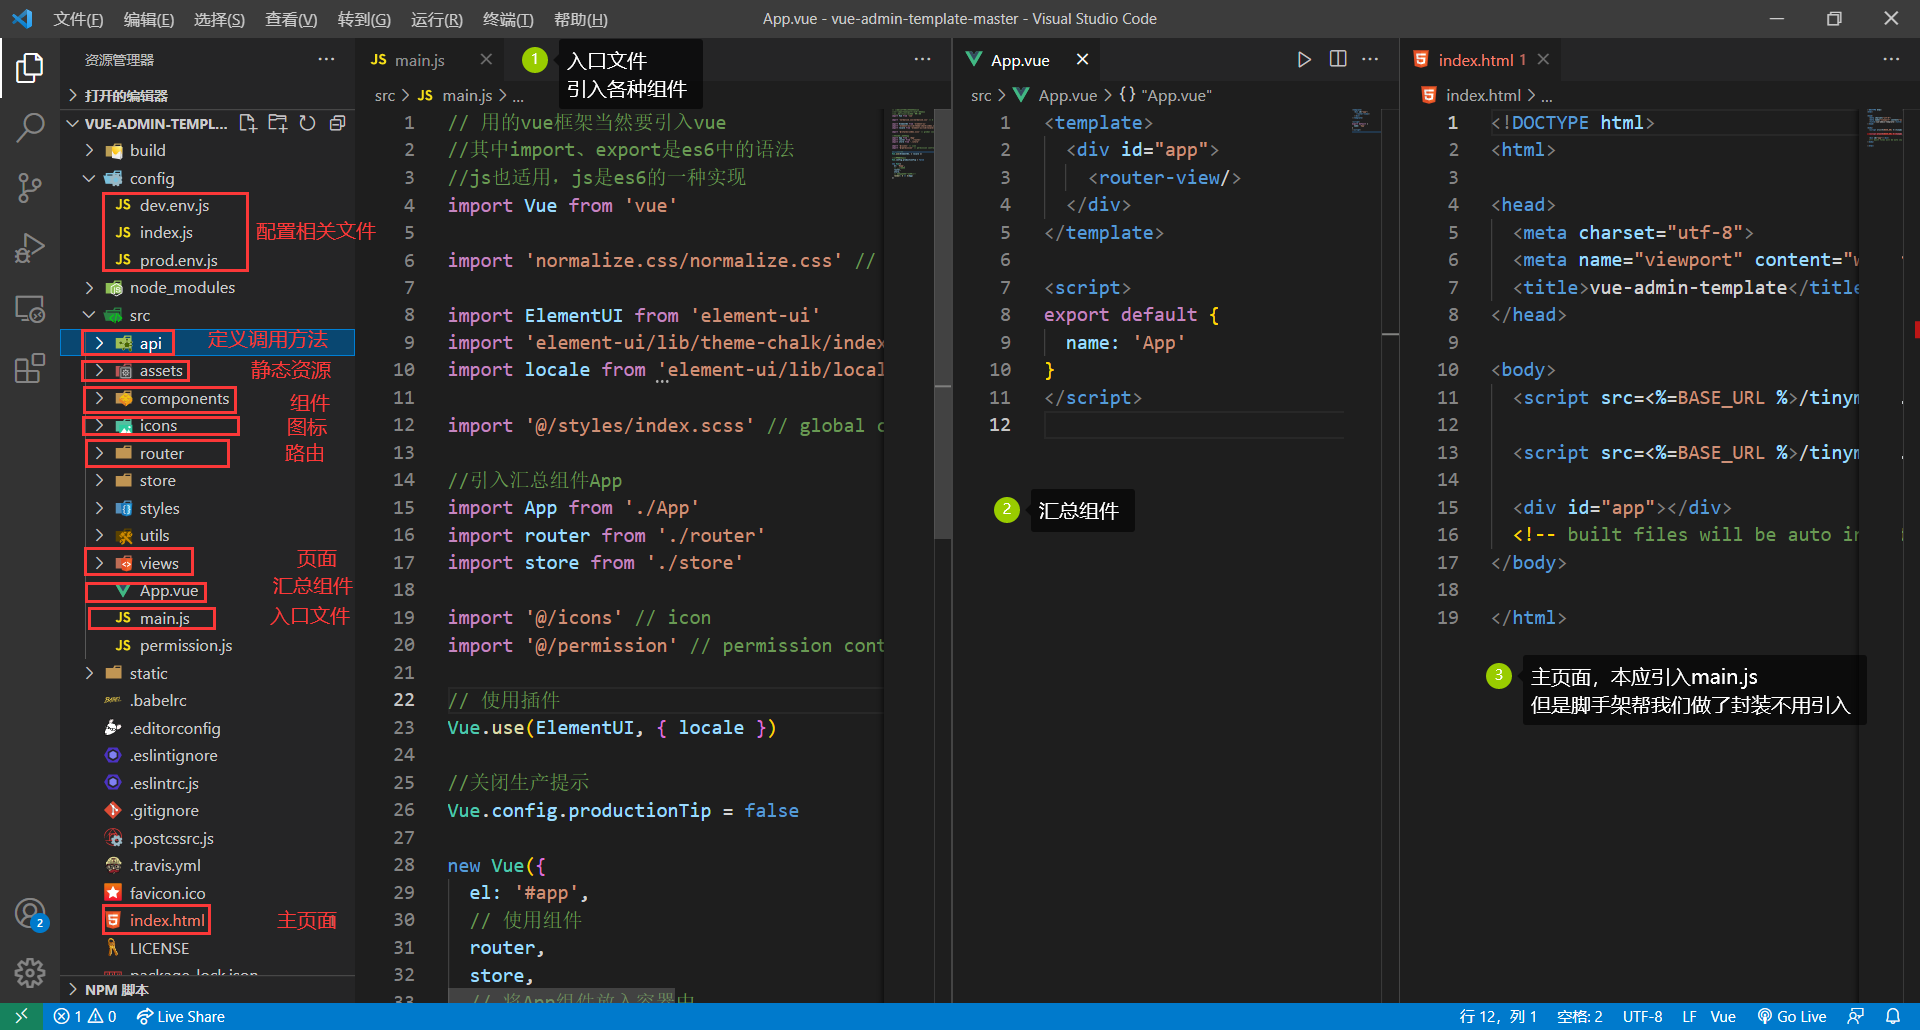 文件(F) 编辑(E) 选择(S) 查看(V) 转到(G) 运行(R) 终端(T) 帮助(H)
App.vue - vue-admin-template-master - Visual Studio Code
资源管理器
打开的编辑器
VUE-ADMIN-TEMPL...
build
config
JS dev.env.js
JS index.js
JS prod.env.js
配置相关文件
node_modules
src
api
定义调用方法
assets
静态资源
components
组件
icons
图标
router
路由
store
styles
utils
views
页面
App.vue
汇总组件
JS main.js
入口文件
JS permission.js
static
.babelrc
.editorconfig
.eslintignore
.eslintrc.js
.gitignore
.postcssrc.js
.travis.yml
favicon.ico
index.html
主页面
LICENSE
package-lock.json
NPM 脚本
JS main.js
1 入口文件
引入各种组件
src > JS main.js > ...
1 // 用的vue框架当然要引入vue
2 //其中import、export是es6中的语法
3 //js也适用，js是es6的一种实现
4 import Vue from 'vue'
5
6 import 'normalize.css/normalize.css' //
7
8 import ElementUI from 'element-ui'
9 import 'element-ui/lib/theme-chalk/index
10 import locale from 'element-ui/lib/local
11
12 import '@/styles/index.scss' // global c
13
14 //引入汇总组件App
15 import App from './App'
16 import router from './router'
17 import store from './store'
18
19 import '@/icons' // icon
20 import '@/permission' // permission cont
21
22 // 使用插件
23 Vue.use(ElementUI, { locale })
24
25 //关闭生产提示
26 Vue.config.productionTip = false
27
28 new Vue({
29 el: '#app',
30 // 使用组件
31 router,
32 store,
33 // 将App组件放入容器中
App.vue
src > App.vue > {} "App.vue"
1 <template>
2 <div id="app">
3 <router-view/>
4 </div>
5 </template>
6
7 <script>
8 export default {
9 name: 'App'
10 }
11 </script>
12
2 汇总组件
index.html 1
index.html > ...
1 <!DOCTYPE html>
2 <html>
3
4 <head>
5 <meta charset="utf-8">
6 <meta name="viewport" content="w
7 <title>vue-admin-template</title
8 </head>
9
10 <body>
11 <script src=<%=BASE_URL %>/tinym
12
13 <script src=<%=BASE_URL %>/tinym
14
15 <div id="app"></div>
16 <!-- built files will be auto in
17 </body>
18
19 </html>
3 主页面，本应引入main.js
但是脚手架帮我们做了封装不用引入
2
1 0 Live Share
行 12，列 1 空格: 2 UTF-8 LF Vue Go Live